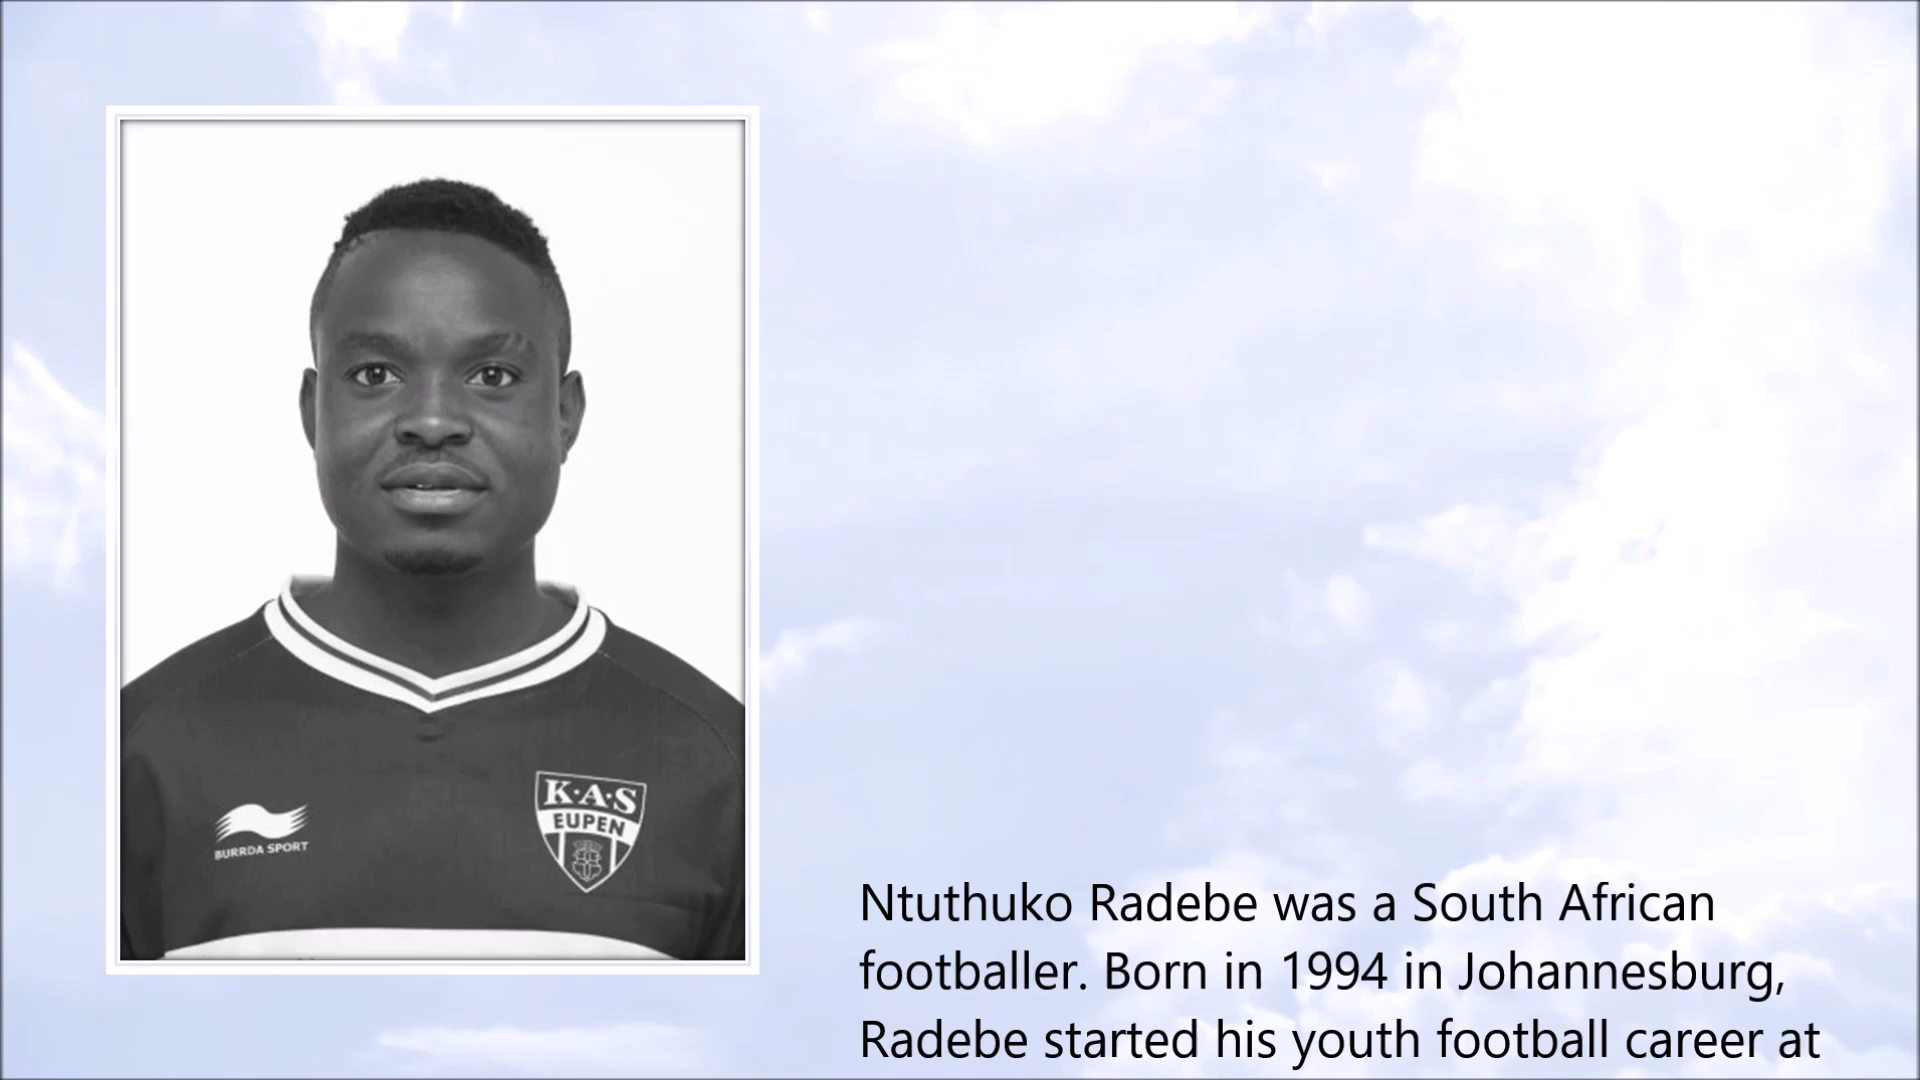 BURRDA SPORT
K·A·S
EUPEN
Ntuthuko Radebe was a South African
footballer. Born in 1994 in Johannesburg,
Radebe started his youth football career at